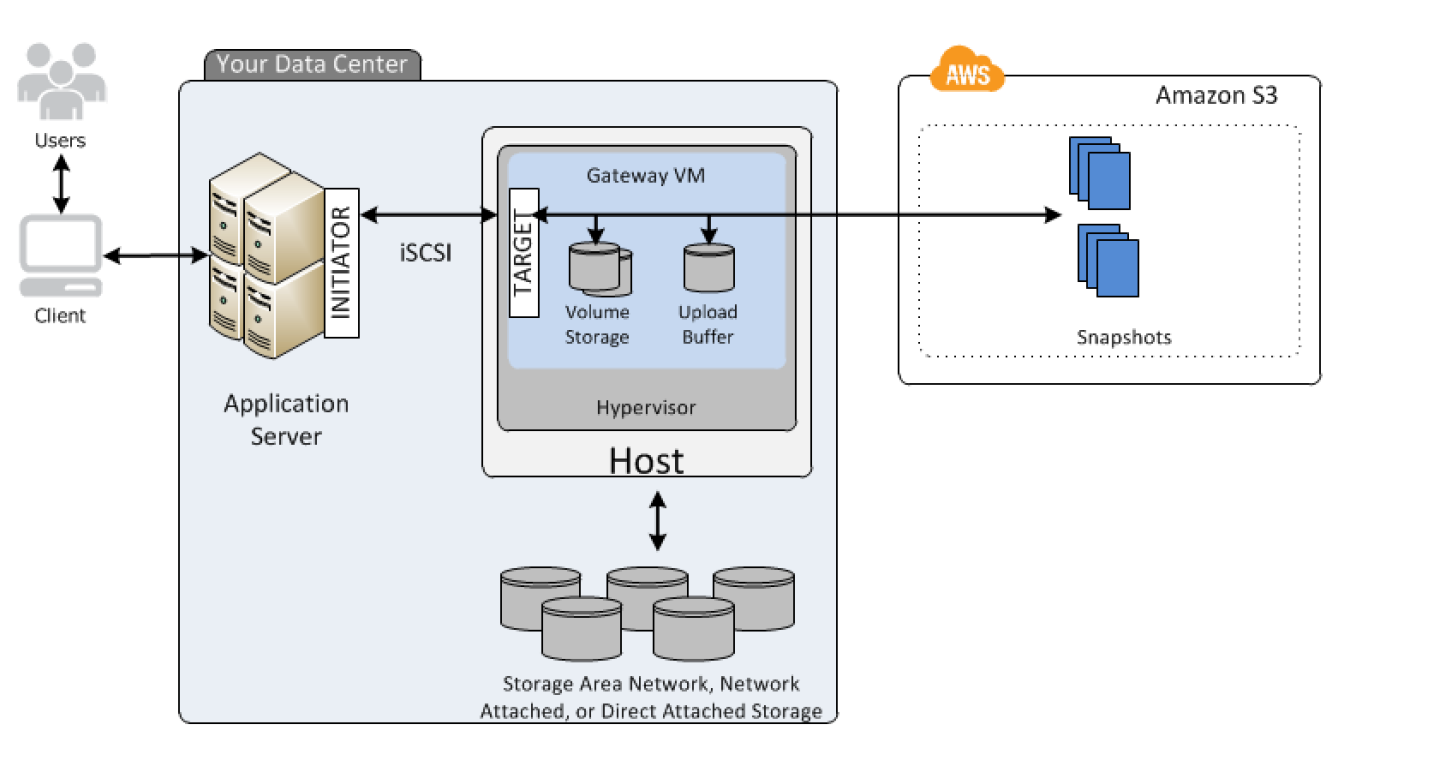 Your Data Center
AWS
Amazon S3
Users
Client
INITIATOR
iSCSI
Application
Server
Gateway VM
TARGET
Volume
Storage
Upload
Buffer
Hypervisor
Host
Snapshots
Storage Area Network, Network
Attached, or Direct Attached Storage